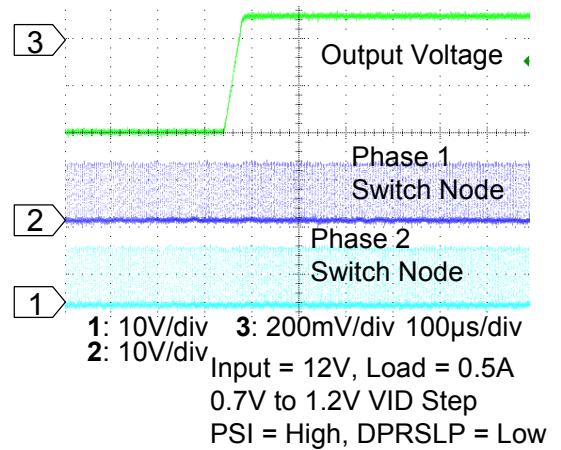 3
Output Voltage
Phase 1
Switch Node
2
Phase 2
Switch Node
1
1: 10V/div 3: 200mV/div 100µs/div
2: 10V/div
Input = 12V, Load = 0.5A
0.7V to 1.2V VID Step
PSI = High, DPRSLP = Low